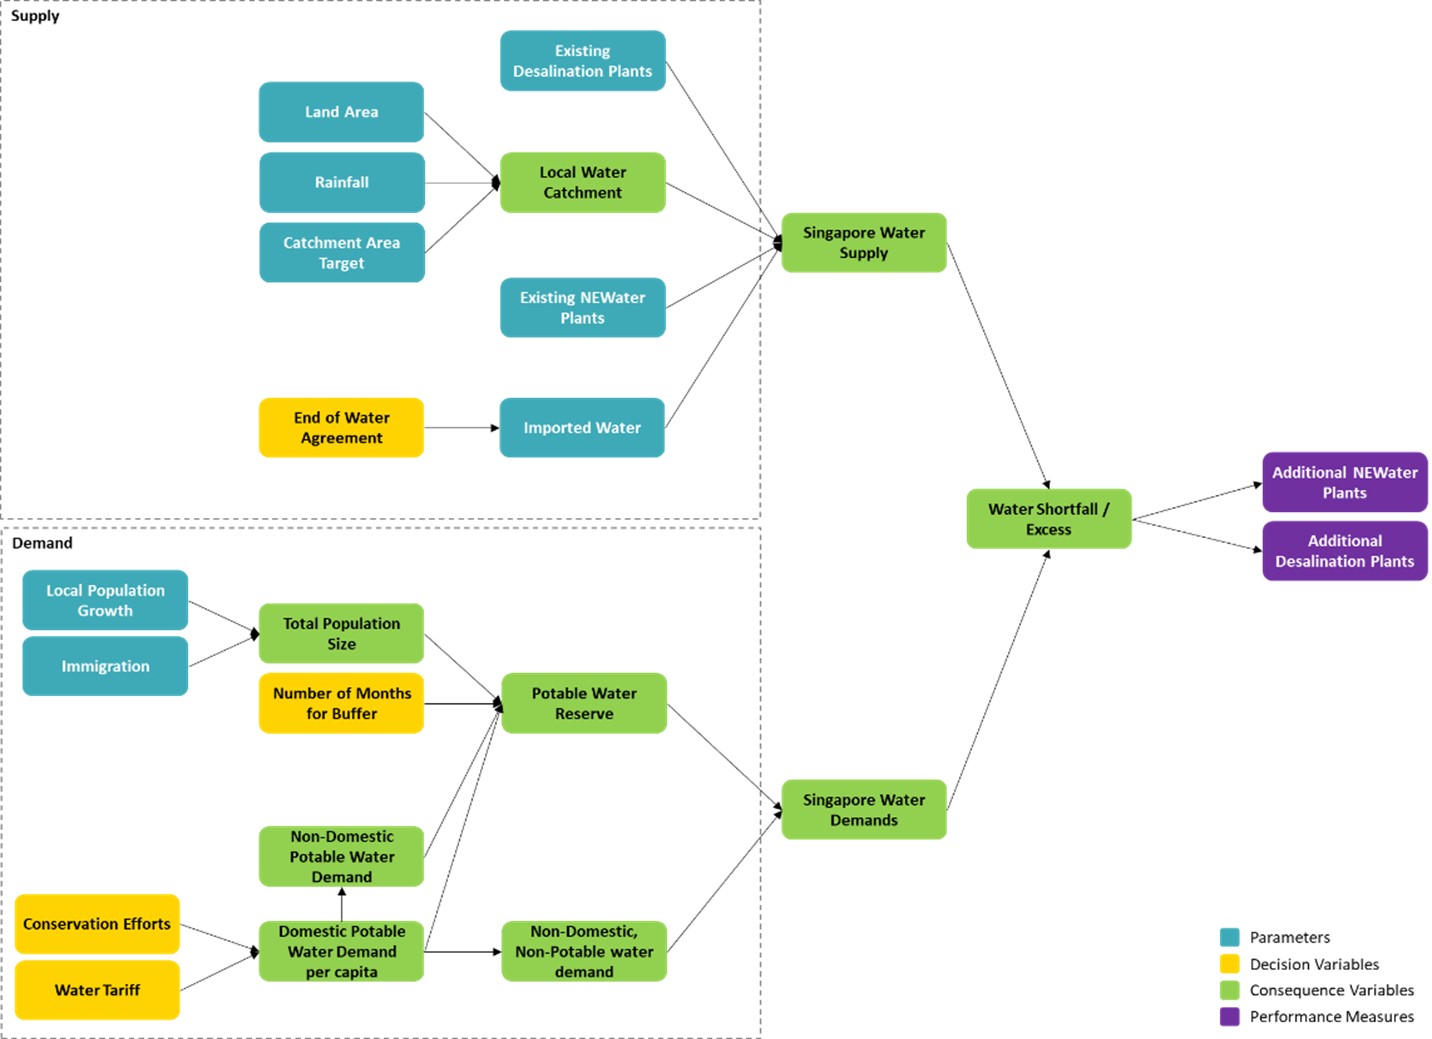 Supply
Existing
Desalination Plants
Land Area
Rainfall
Catchment Area
Target
Local Water
Catchment
Existing NEWater
Plants
End of Water
Agreement
Imported Water
Singapore Water
Supply
Demand
Local Population
Growth
Immigration
Total Population
Size
Number of Months
for Buffer
Potable Water
Reserve
Non-Domestic
Potable Water
Demand
Conservation Efforts
Water Tariff
Domestic Potable
Water Demand
per capita
Non-Domestic,
Non-Potable water
demand
Singapore Water
Demands
Water Shortfall /
Excess
Additional NEWater
Plants
Additional
Desalination Plants
Parameters
Decision Variables
Consequence Variables
Performance Measures